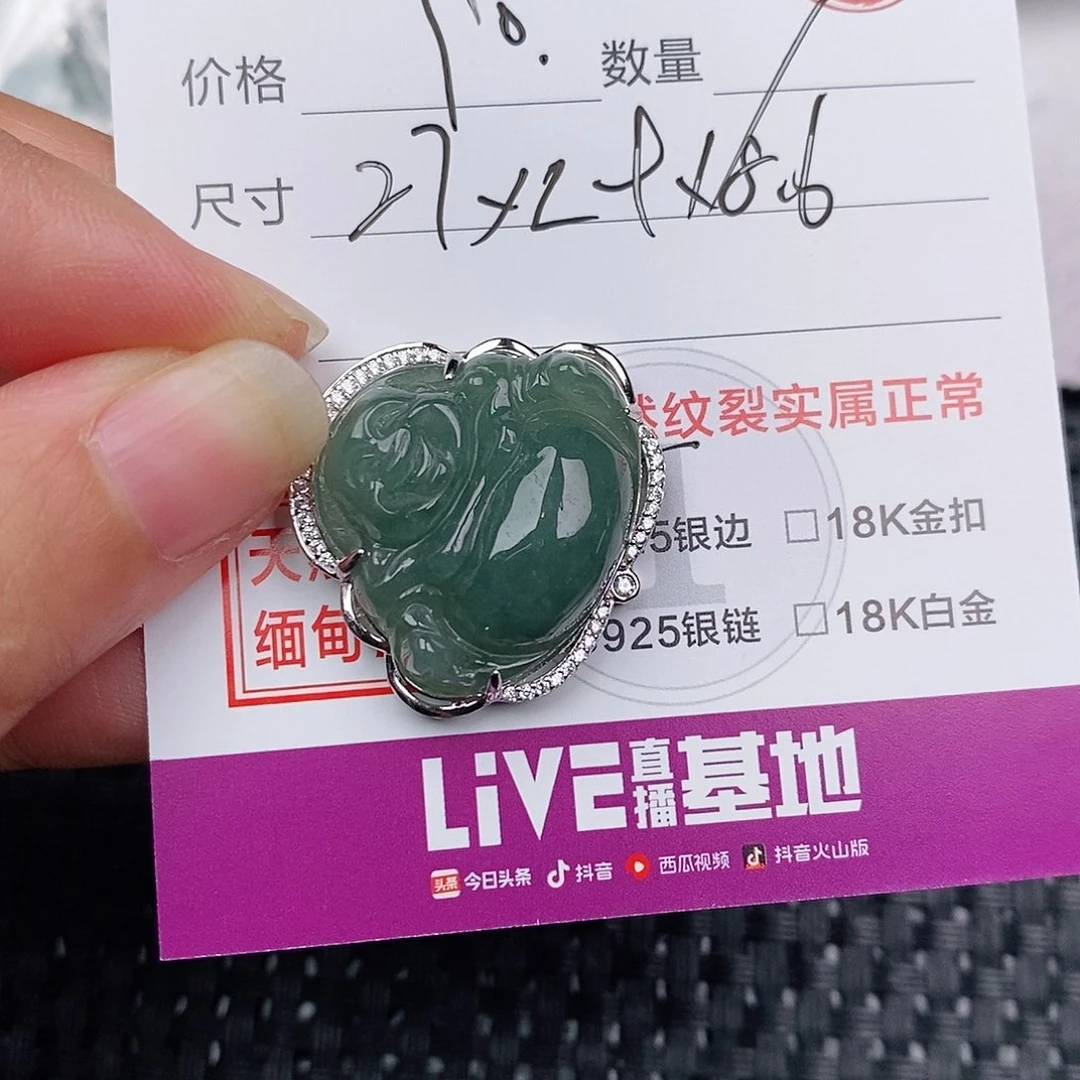 价格 数量
尺寸 27x24x8.6
纹裂实属正常
5银边 □18K金扣
缅甸
925银链 □18K白金
LiVE直播基地
头条 今日头条 抖音 西瓜视频 抖音火山版